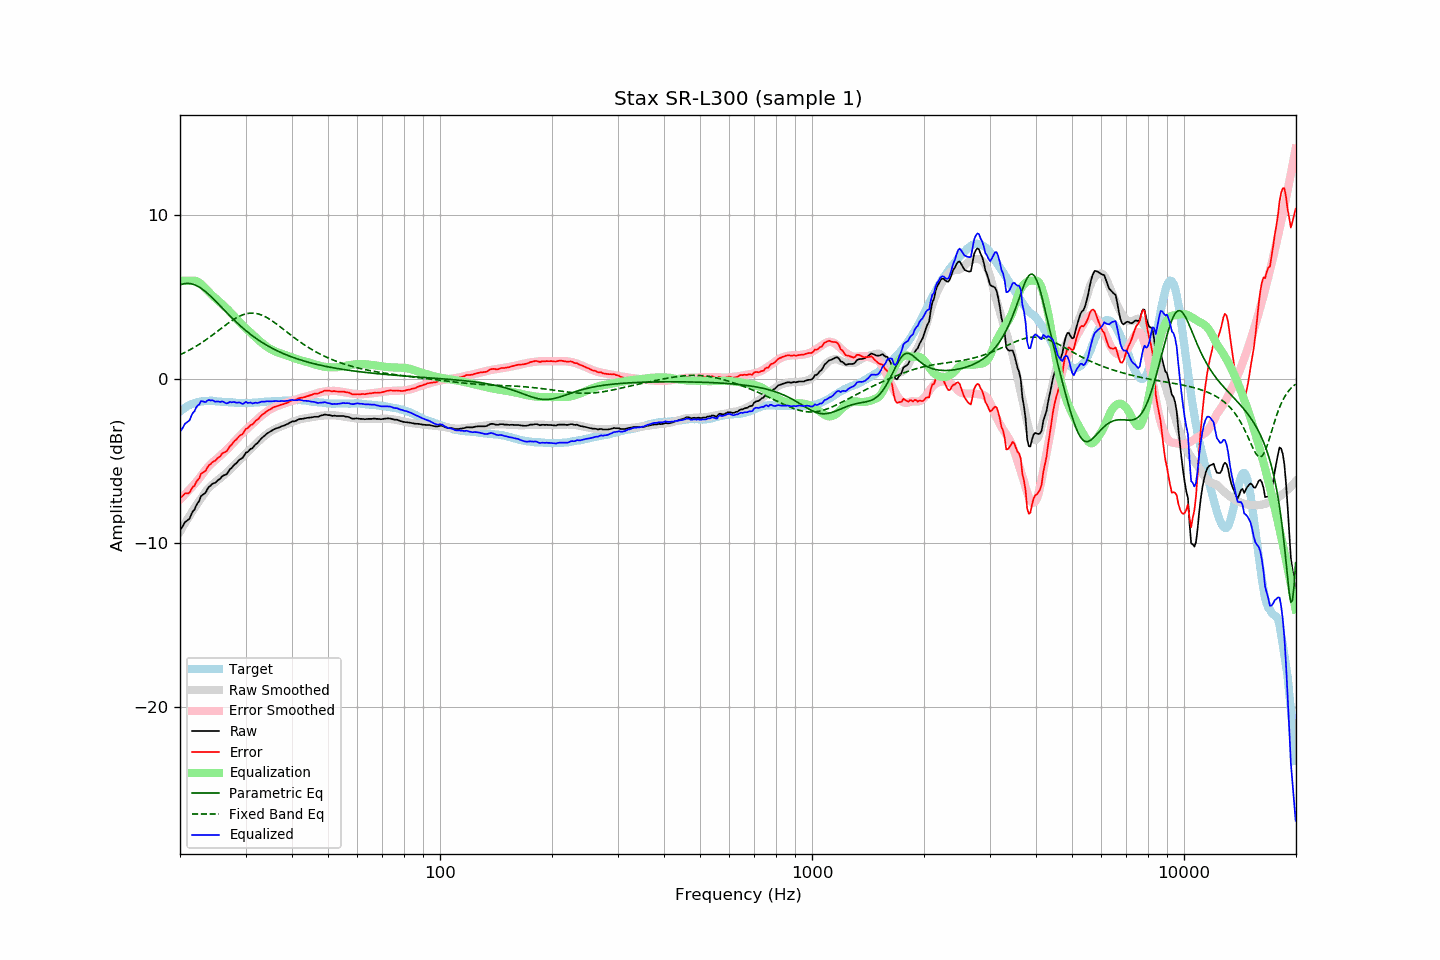 Stax SR-L300 (sample 1)
10
0
−10
−20
Amplitude (dBr)
Target
Raw Smoothed
Error Smoothed
Raw
Error
Equalization
Parametric Eq
Fixed Band Eq
Equalized
100
1000
10000
Frequency (Hz)